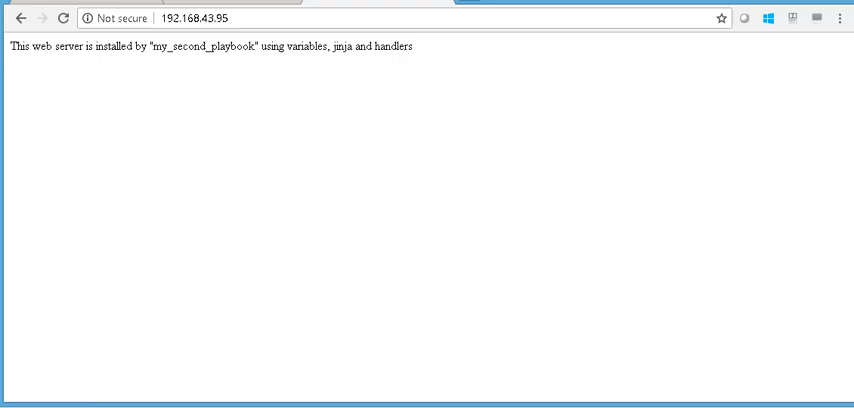 Not secure 192.168.43.95
This web server is installed by "my_second_playbook" using variables, jinja and handlers